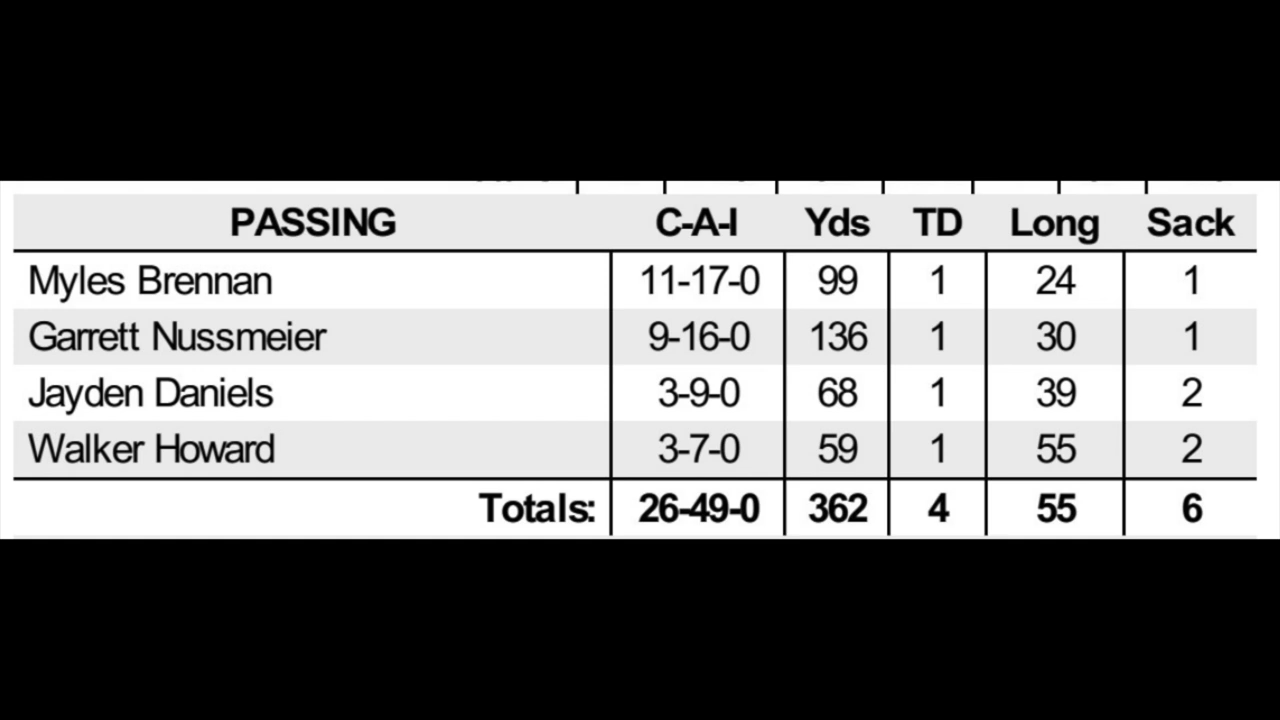 PASSING C-A-I Yds TD Long Sack
Myles Brennan 11-17-0 99 1 24 1
Garrett Nussmeier 9-16-0 136 1 30 1
Jayden Daniels 3-9-0 68 1 39 2
Walker Howard 3-7-0 59 1 55 2
Totals: 26-49-0 362 4 55 6